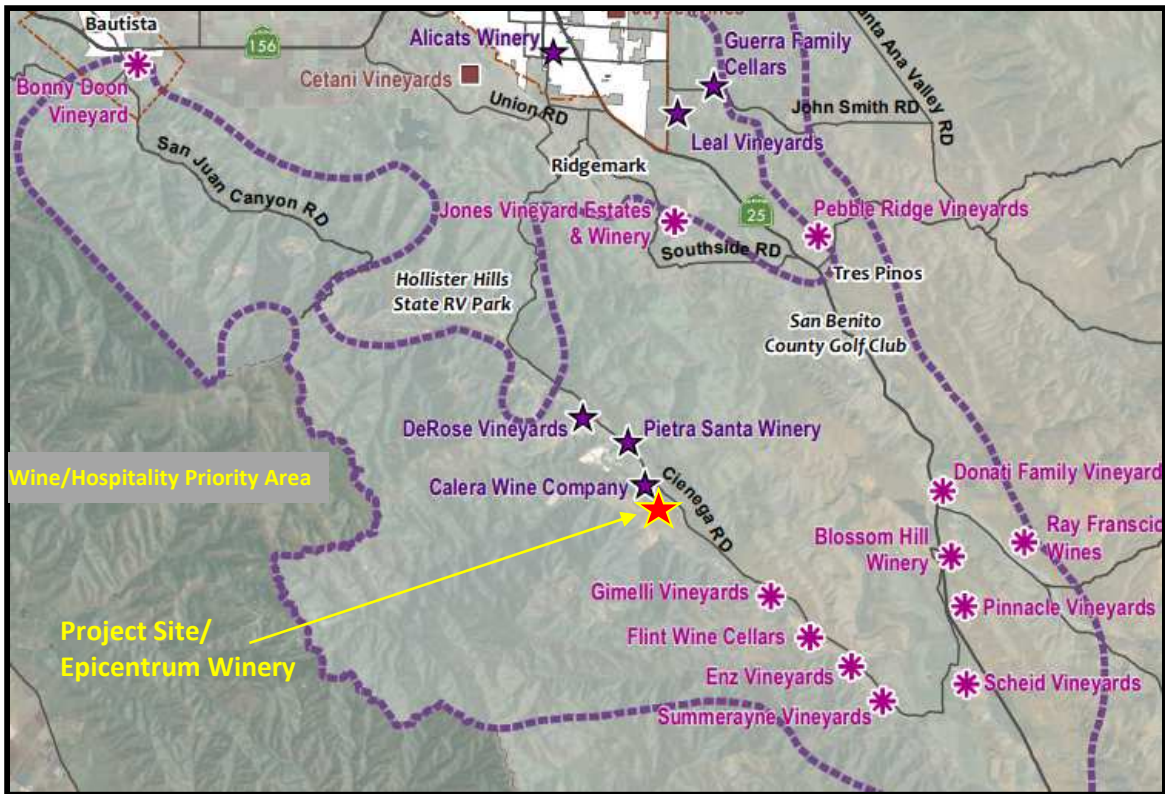 Bautista
156
Alicats Winery
Guerra Family
Cellars
Santa Ana Valley RD
Bonny Doon
Vineyard
Cetani Vineyards
Union RD
John Smith RD
Leal Vineyards
San Juan Canyon RD
Ridgemark
Jones Vineyard Estates
& Winery
25
Pebble Ridge Vineyards
Southside RD
Tres Pinos
Hollister Hills
State RV Park
San Benito
County Golf Club
DeRose Vineyards
Pietra Santa Winery
Wine/Hospitality Priority Area
Calera Wine Company
Cienega RD
Donati Family Vineyard
Blossom Hill
Winery
Ray Franscio
Wines
Gimelli Vineyards
Pinnacle Vineyards
Project Site/
Epicentrum Winery
Flint Wine Cellars
Enz Vineyards
Scheid Vineyards
Summerayne Vineyards